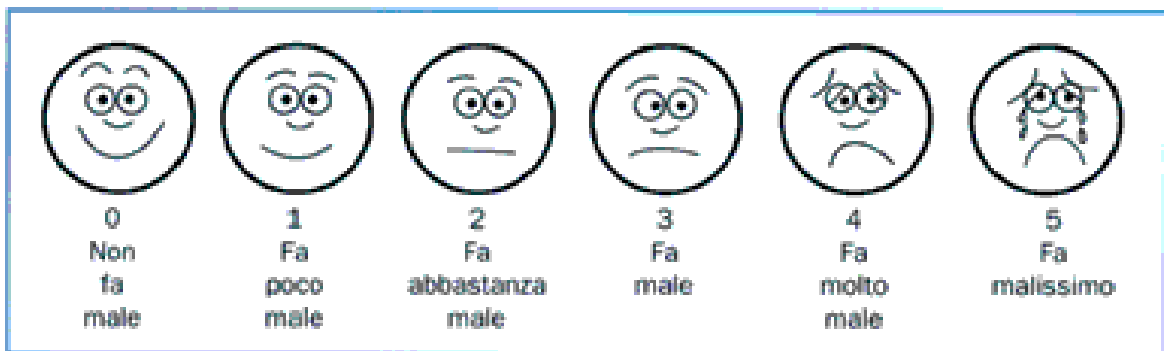 0 1 2 3 4 5
Non Fa Fa Fa Fa Fa
fa poco abbastanza male molto malissimo
male male male male